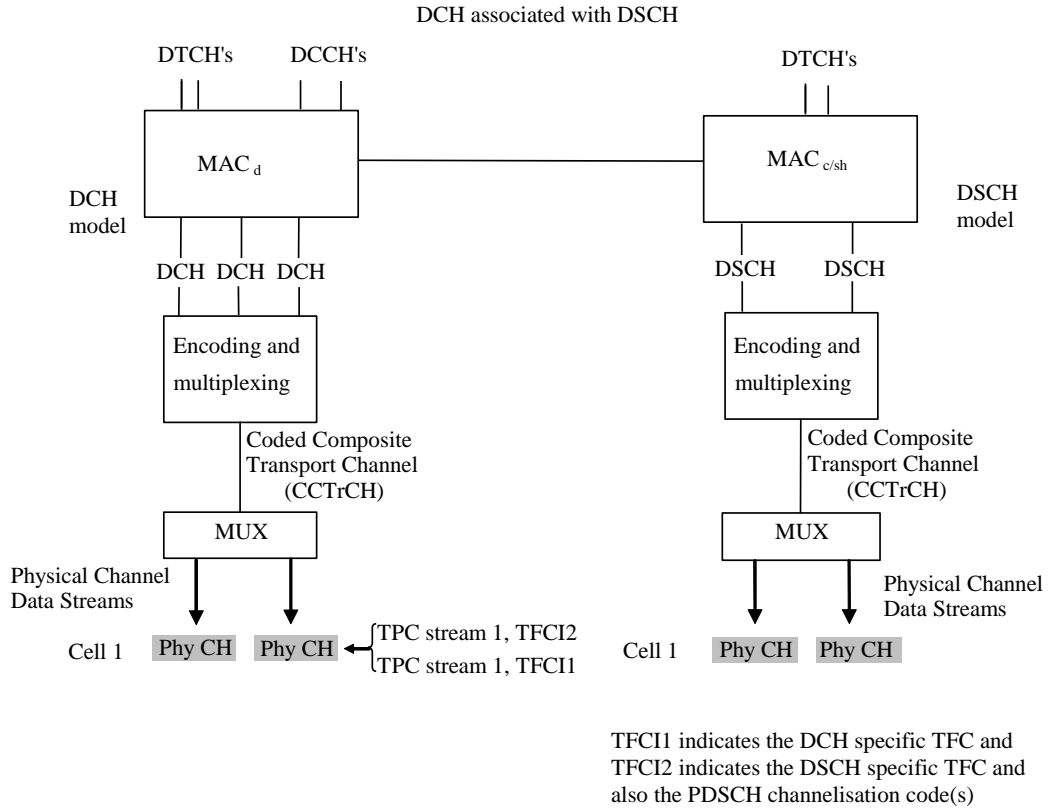 DCH associated with DSCH
DTCH's
DCCH's
DTCH's
MAC d
MAC c/sh
DCH
model
DSCH
model
DCH DCH DCH
DSCH DSCH
Encoding and
multiplexing
Encoding and
multiplexing
Coded Composite
Transport Channel
(CCTrCH)
Coded Composite
Transport Channel
(CCTrCH)
MUX
MUX
Physical Channel
Data Streams
Physical Channel
Data Streams
Cell 1
Phy CH
Phy CH
TPC stream 1, TFCI2
TPC stream 1, TFCI1
Cell 1
Phy CH
Phy CH
TFCI1 indicates the DCH specific TFC and
TFCI2 indicates the DSCH specific TFC and
also the PDSCH channelisation code(s)